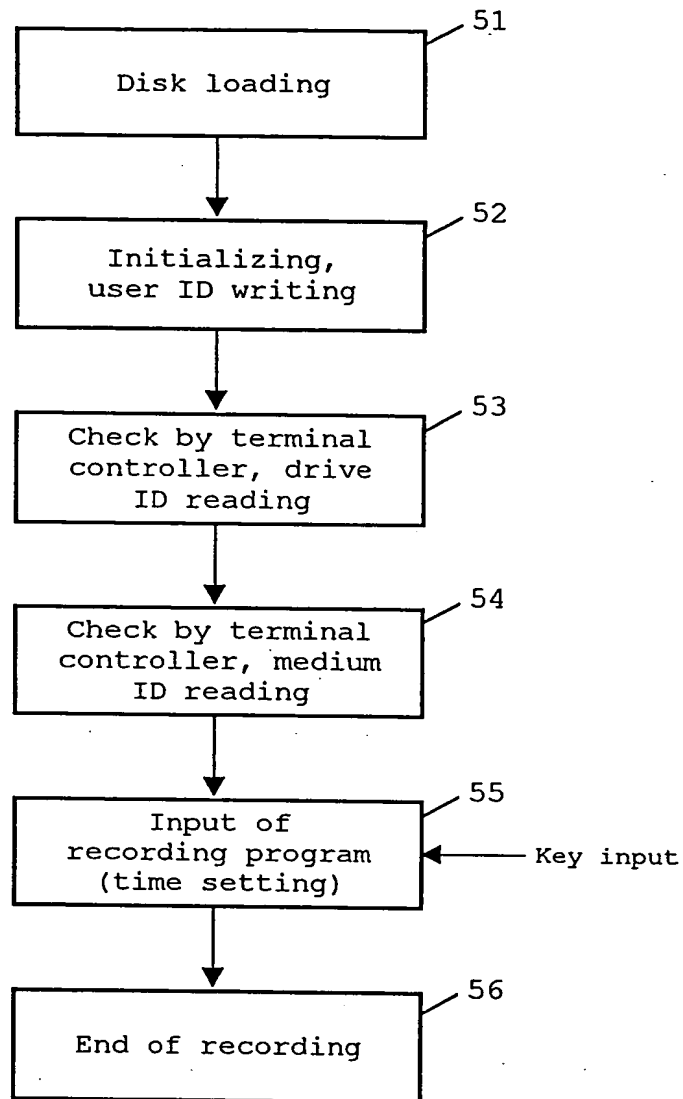 51
Disk loading
52
Initializing,
user ID writing
53
Check by terminal
controller, drive
ID reading
54
Check by terminal
controller, medium
ID reading
55
Input of
recording program
(time setting)
Key input
56
End of recording